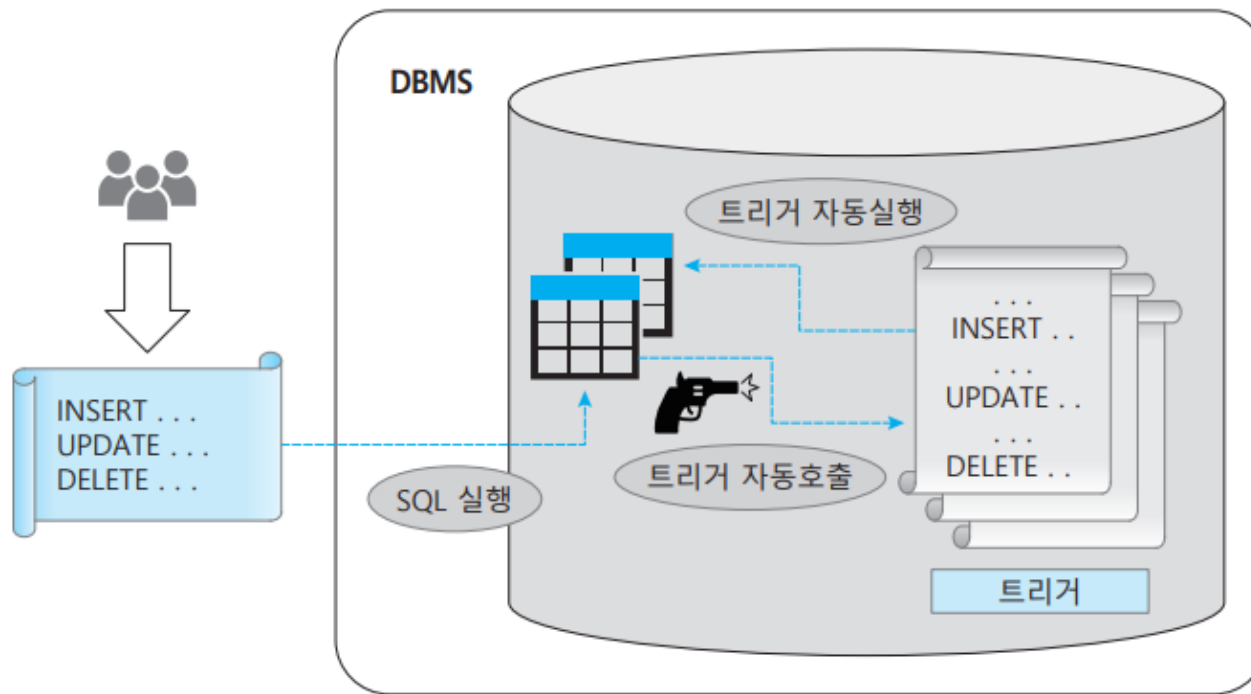 DBMS
트리거 자동실행
. . .
INSERT . .
. . .
UPDATE . .
. . .
DELETE . .
INSERT . . .
UPDATE . . .
DELETE . . .
트리거 자동호출
SQL 실행
트리거